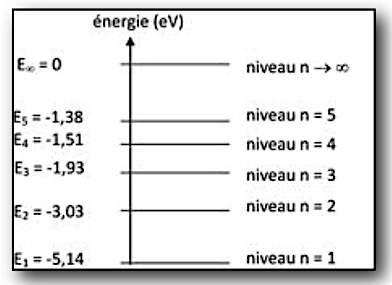 énergie (eV)
E∞ = 0
niveau n → ∞
E₅ = -1,38
niveau n = 5
E₄ = -1,51
niveau n = 4
E₃ = -1,93
niveau n = 3
E₂ = -3,03
niveau n = 2
E₁ = -5,14
niveau n = 1